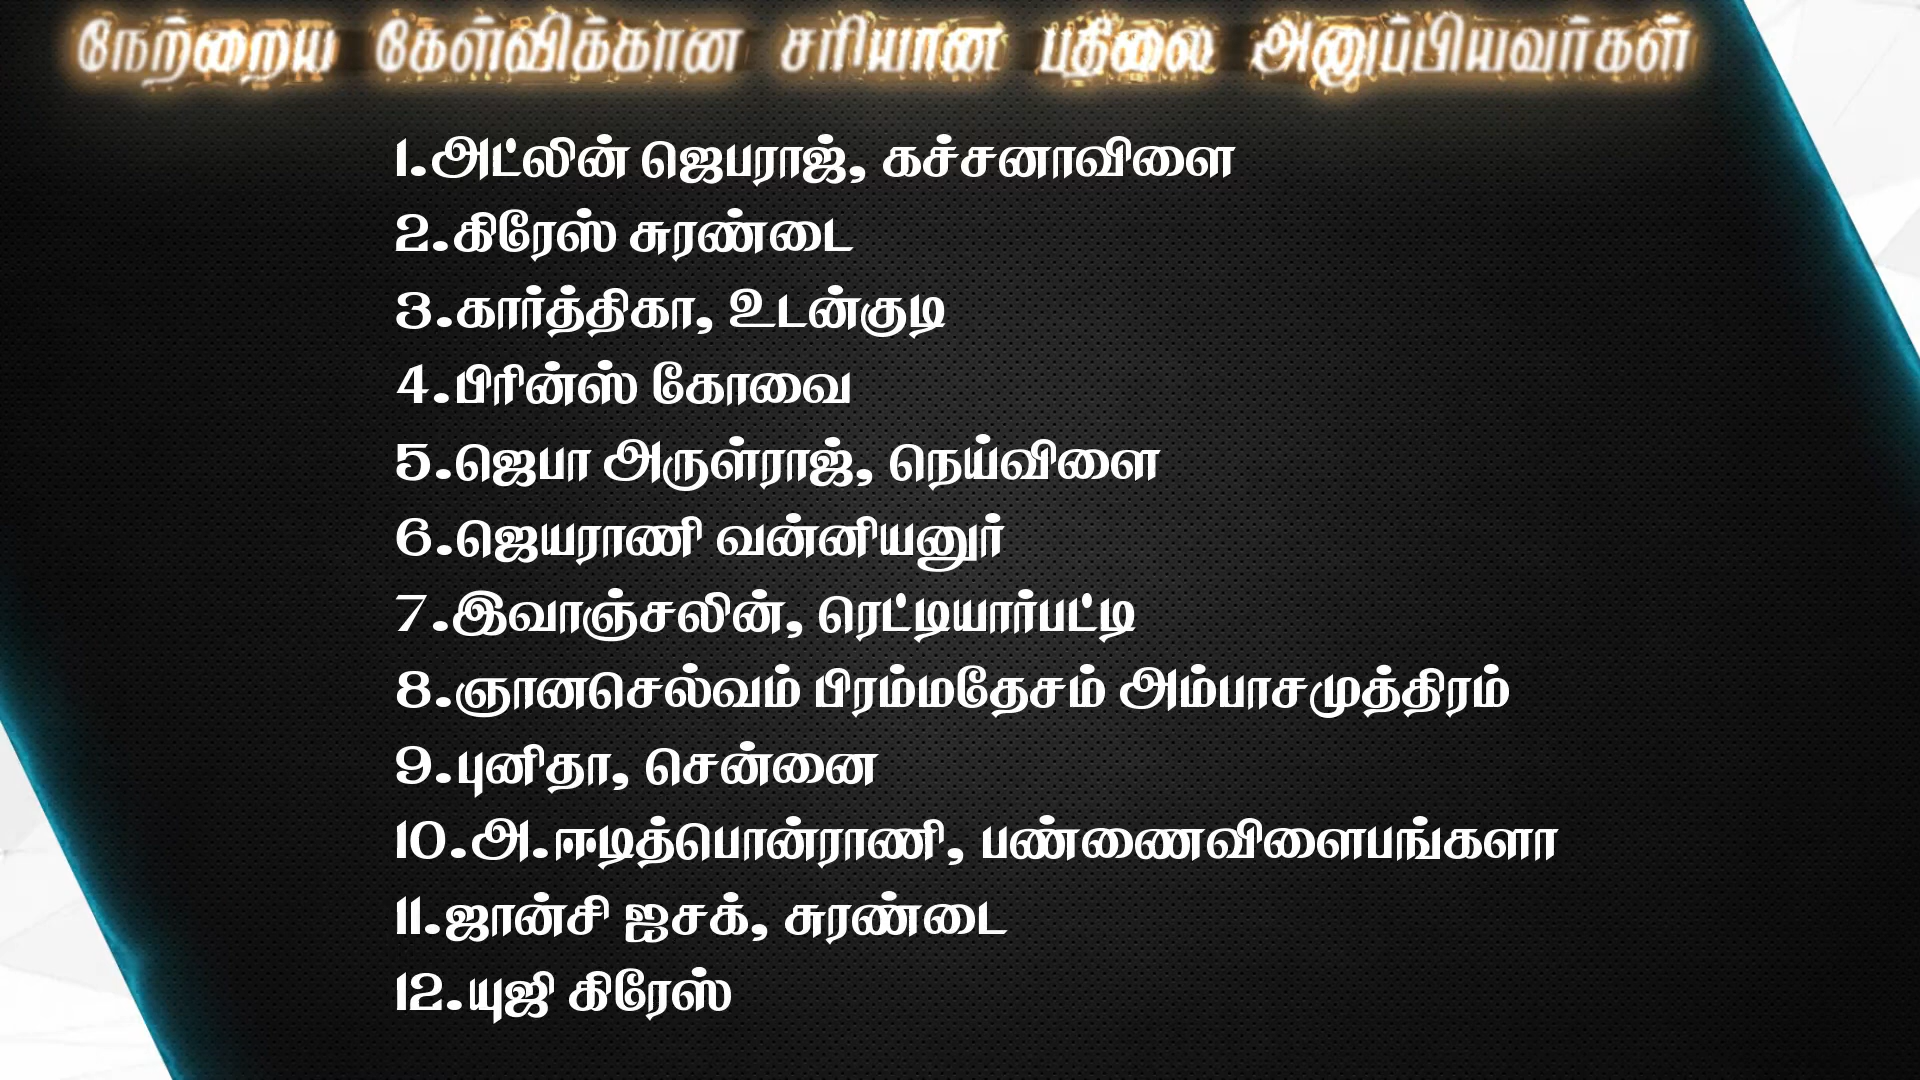 நேற்றைய கேள்விக்கான சரியான பதிலை அனுப்பியவர்கள்
1.அட்லின் ஜெபராஜ், கச்சனாவிளை
2.கிரேஸ் சுரண்டை
3.கார்த்திகா, உடன்குடி
4.பிரின்ஸ் கோவை
5.ஜெபா அருள்ராஜ், நெய்விளை
6.ஜெயராணி வன்னியனூர்
7.இவாஞ்சலின், ரெட்டியார்பட்டி
8.ஞானசெல்வம் பிரம்மதேசம் அம்பாசமுத்திரம்
9.புனிதா, சென்னை
10.அ.ஈடித்பொன்ராணி, பண்ணைவிளைபங்களா
11.ஜான்சி ஐசக், சுரண்டை
12.யுஜி கிரேஸ்